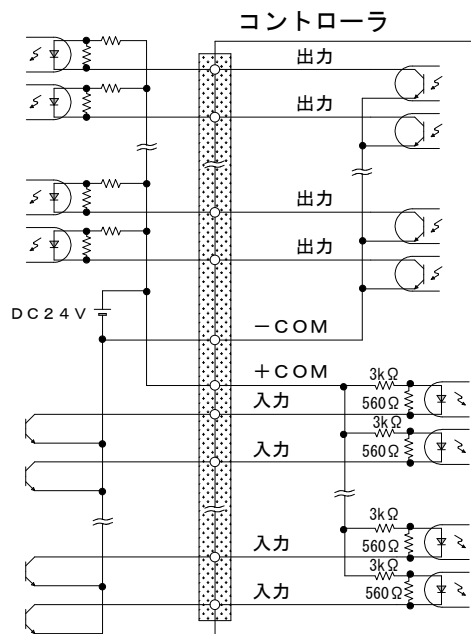 コントローラ
出力
出力
出力
出力
DC24V
－COM
＋COM
3kΩ
入力
560Ω
3kΩ
入力
560Ω
3kΩ
入力
560Ω
3kΩ
入力
560Ω